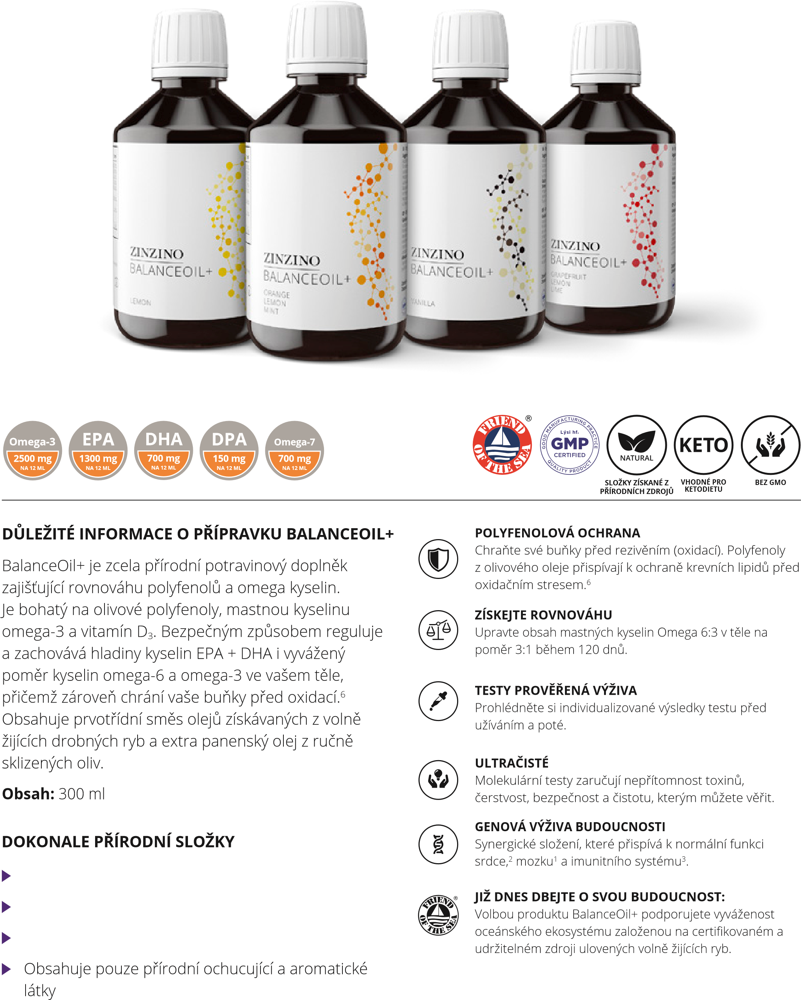 ZINZINO
BALANCEOIL+
LEMON
ZINZINO
BALANCEOIL+
ORANGE
LEMON
MINT
ZINZINO
BALANCEOIL+
VANILLA
ZINZINO
BALANCEOIL+
GRAPEFRUIT
LEMON
LIME
Omega-3
2500 mg
NA 12 ML
EPA
1300 mg
NA 12 ML
DHA
700 mg
NA 12 ML
DPA
150 mg
NA 12 ML
Omega-7
700 mg
NA 12 ML
FRIEND
OF THE SEA
®
GOOD MANUFACTURING PRACTICE
Lýsi hf.
GMP
CERTIFIED
QUALITY PRODUCT
NATURAL
SLOŽKY ZÍSKANÉ Z
PŘÍRODNÍCH ZDROJŮ
KETO
VHODNÉ PRO
KETODIETU
BEZ GMO
DŮLEŽITÉ INFORMACE O PŘÍPRAVKU BALANCEOIL+
BalanceOil+ je zcela přírodní potravinový doplněk
zajišťující rovnováhu polyfenolů a omega kyselin.
Je bohatý na olivové polyfenoly, mastnou kyselinu
omega-3 a vitamín D₃. Bezpečným způsobem reguluje
a zachovává hladiny kyselin EPA + DHA i vyvážený
poměr kyselin omega-6 a omega-3 ve vašem těle,
přičemž zároveň chrání vaše buňky před oxidací.⁶
Obsahuje prvotřídní směs olejů získávaných z volně
žijících drobných ryb a extra panenský olej z ručně
sklizených oliv.
Obsah: 300 ml
DOKONALE PŘÍRODNÍ SLOŽKY
Obsahuje pouze přírodní ochucující a aromatické
látky
POLYFENOLOVÁ OCHRANA
Chraňte své buňky před rezivěním (oxidací). Polyfenoly
z olivového oleje přispívají k ochraně krevních lipidů před
oxidačním stresem.⁶
ZÍSKEJTE ROVNOVÁHU
Upravte obsah mastných kyselin Omega 6:3 v těle na
poměr 3:1 během 120 dnů.
TESTY PROVĚŘENÁ VÝŽIVA
Prohlédněte si individualizované výsledky testu před
užíváním a poté.
ULTRAČISTÉ
Molekulární testy zaručují nepřítomnost toxinů,
čerstvost, bezpečnost a čistotu, kterým můžete věřit.
GENOVÁ VÝŽIVA BUDOUCNOSTI
Synergické složení, které přispívá k normální funkci
srdce,² mozku¹ a imunitního systému³.
FRIEND
OF THE SEA
®
JIŽ DNES DBEJTE O SVOU BUDOUCNOST:
Volbou produktu BalanceOil+ podporujete vyváženost
oceánského ekosystému založenou na certifikovaném a
udržitelném zdroji ulovených volně žijících ryb.